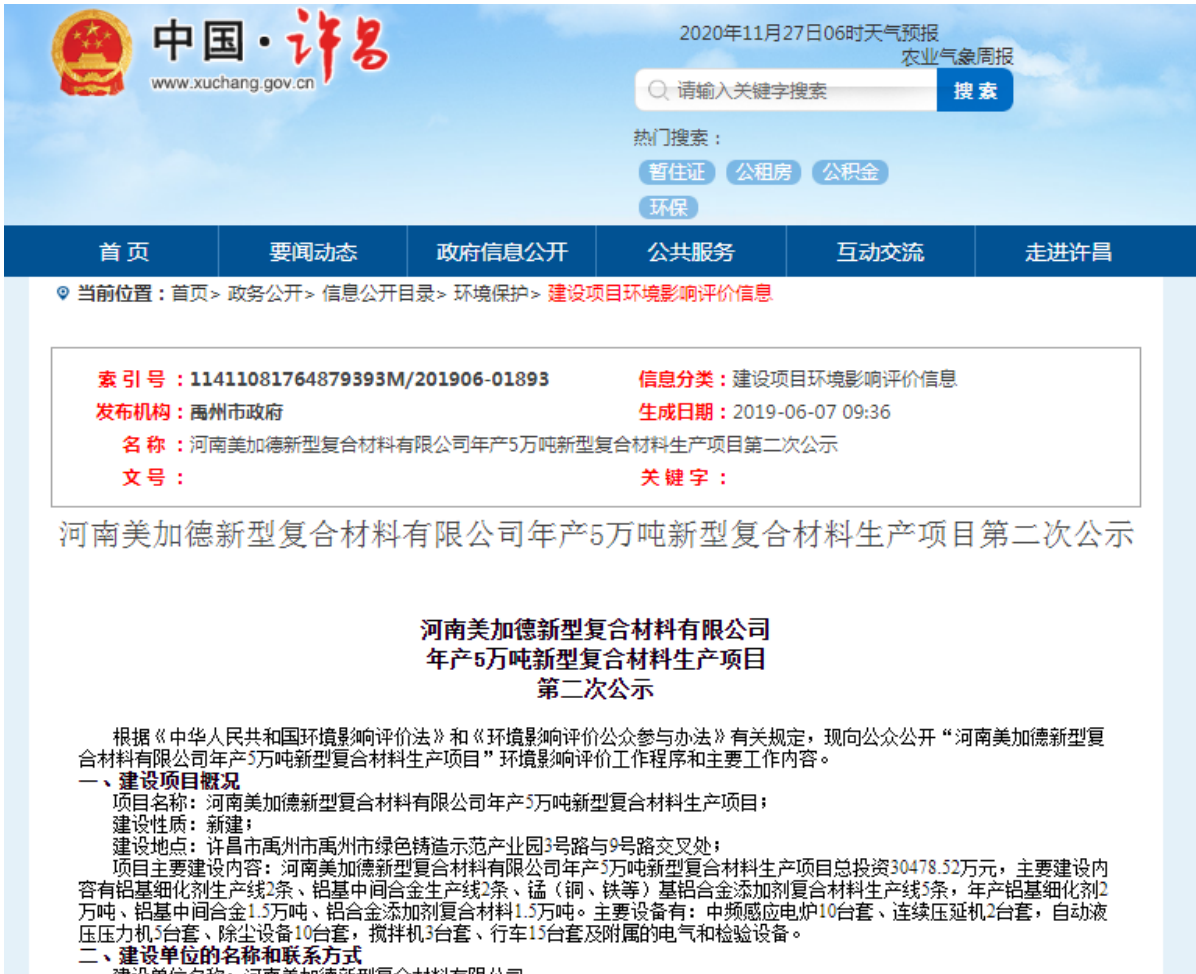 中国·许昌
www.xuchang.gov.cn
2020年11月27日06时天气预报
农业气象周报
请输入关键字搜索
搜 索
热门搜索：
暂住证 公租房 公积金
环保
首 页 要闻动态 政府信息公开 公共服务 互动交流 走进许昌
当前位置：首页> 政务公开> 信息公开目录> 环境保护> 建设项目环境影响评价信息
索 引 号 ：11411081764879393M/201906-01893 信息分类：建设项目环境影响评价信息
发布机构：禹州市政府 生成日期：2019-06-07 09:36
名 称 ：河南美加德新型复合材料有限公司年产5万吨新型复合材料生产项目第二次公示
文 号 ： 关 键 字 ：
河南美加德新型复合材料有限公司年产5万吨新型复合材料生产项目第二次公示
河南美加德新型复合材料有限公司
年产5万吨新型复合材料生产项目
第二次公示
根据《中华人民共和国环境影响评价法》和《环境影响评价公众参与办法》有关规定，现向公众公开“河南美加德新型复
合材料有限公司年产5万吨新型复合材料生产项目”环境影响评价工作程序和主要工作内容。
一、建设项目概况
项目名称：河南美加德新型复合材料有限公司年产5万吨新型复合材料生产项目；
建设性质：新建；
建设地点：许昌市禹州市禹州市绿色铸造示范产业园3号路与9号路交叉处；
项目主要建设内容：河南美加德新型复合材料有限公司年产5万吨新型复合材料生产项目总投资30478.52万元，主要建设内
容有铝基细化剂生产线2条、铝基中间合金生产线2条、锰（铜、铁等）基铝合金添加剂复合材料生产线5条，年产铝基细化剂2
万吨、铝基中间合金1.5万吨、铝合金添加剂复合材料1.5万吨。主要设备有：中频感应电炉10台套、连续压延机2台套，自动液
压压力机5台套、除尘设备10台套，搅拌机3台套、行车15台套及附属的电气和检验设备。
二、建设单位的名称和联系方式
建设单位名称：河南美加德新型复合材料有限公司